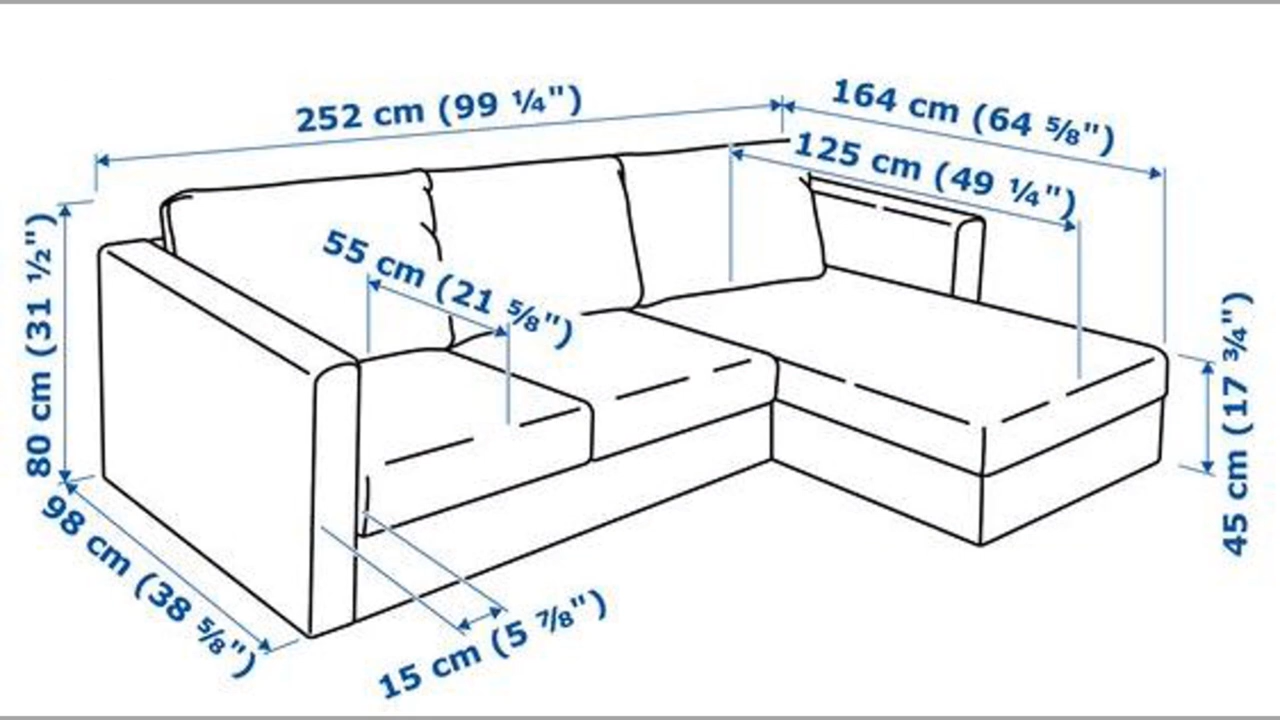 252 cm (99 ¼")
164 cm (64 ⅝")
125 cm (49 ¼")
55 cm (21 ⅝")
80 cm (31 ½")
45 cm (17 ¾")
98 cm (38 ⅝")
15 cm (5 ⅞")